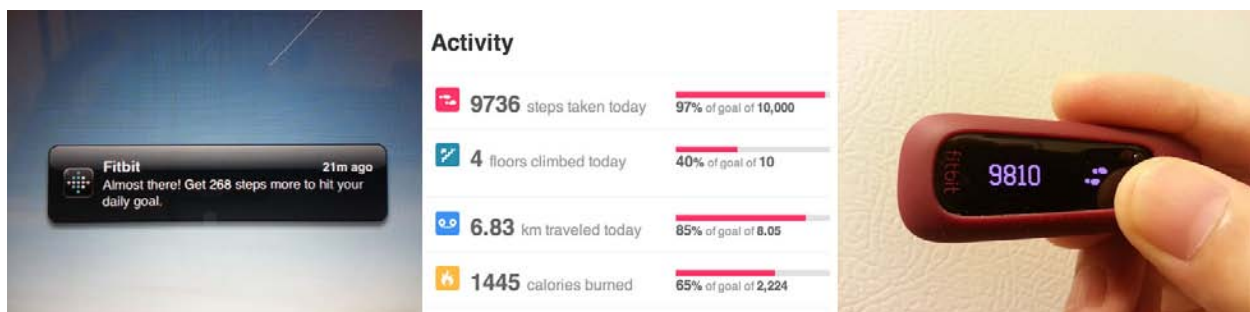 Fitbit
21m ago
Almost there! Get 268 steps more to hit your
daily goal.
Activity
9736 steps taken today
97% of goal of 10,000
4 floors climbed today
40% of goal of 10
6.83 km traveled today
85% of goal of 8.05
1445 calories burned
65% of goal of 2,224
fitbit
9810